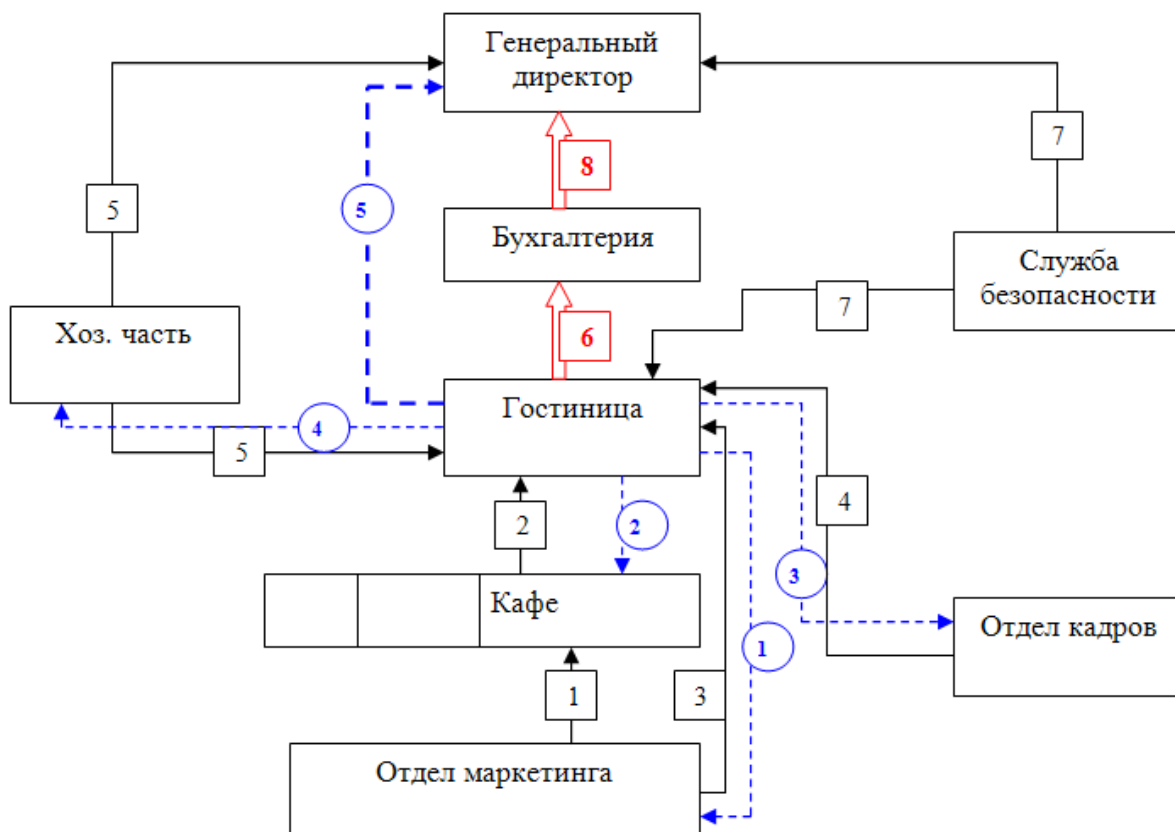 Генеральный
директор
7
8
5
5
Бухгалтерия
Служба
безопасности
7
Хоз. часть
6
Гостиница
4
5
4
2
2
3
Кафе
Отдел кадров
1
1
3
Отдел маркетинга